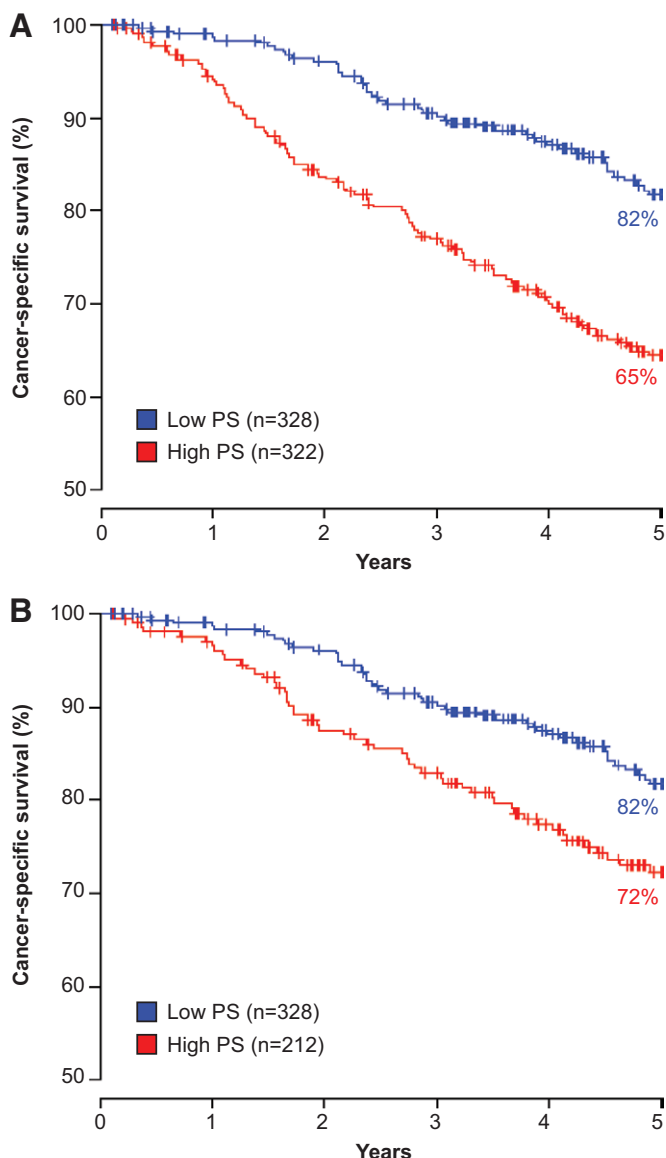 A
100
90
80
70
60
50
Cancer-specific survival (%)
82%
65%
Low PS (n=328)
High PS (n=322)
0 1 2 3 4 5
Years
B
100
90
80
70
60
50
Cancer-specific survival (%)
82%
72%
Low PS (n=328)
High PS (n=212)
0 1 2 3 4 5
Years